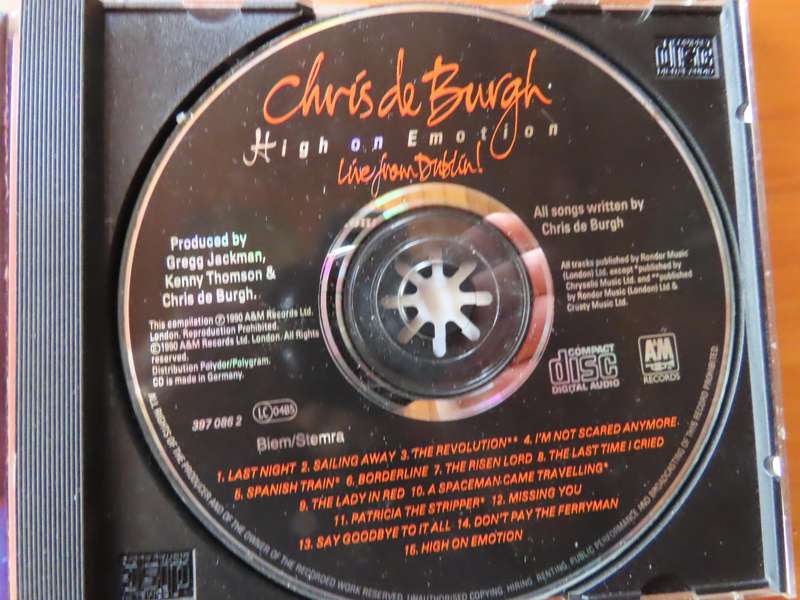 Chris de Burgh
High on Emotion
Live from Dublin!
COMPACT
disc
DIGITAL AUDIO
Produced by
Gregg Jackman,
Kenny Thomson &
Chris de Burgh.
All songs written by
Chris de Burgh
This compilation Ⓟ 1990 A&M Records Ltd.
London. Reproduction Prohibited.
© 1990 A&M Records Ltd. All Rights
Reserved.
Distribution Polydor/Polygram.
CD is made in Germany.
All tracks published by Rondor Music
(London) Ltd. except *published by
Chrysalis Music Ltd. and **published
by Rondor Music (London) Ltd &
Crusty Music Ltd.
397 086 2
LC 0485
Biem/Stemra
COMPACT
disc
DIGITAL AUDIO
A&M
RECORDS
1. LAST NIGHT 2. SAILING AWAY 3. THE REVOLUTION** 4. I'M NOT SCARED ANYMORE
5. SPANISH TRAIN* 6. BORDERLINE 7. THE RISEN LORD 8. THE LAST TIME I CRIED
9. THE LADY IN RED 10. A SPACEMAN CAME TRAVELLING*
11. PATRICIA THE STRIPPER* 12. MISSING YOU
13. SAY GOODBYE TO IT ALL 14. DON'T PAY THE FERRYMAN
15. HIGH ON EMOTION
ALL RIGHTS OF THE PRODUCER AND OF THE OWNER OF THE RECORDED WORK RESERVED. UNAUTHORISED COPYING, HIRING, RENTING, PUBLIC PERFORMANCE AND BROADCASTING OF THIS RECORD PROHIBITED.